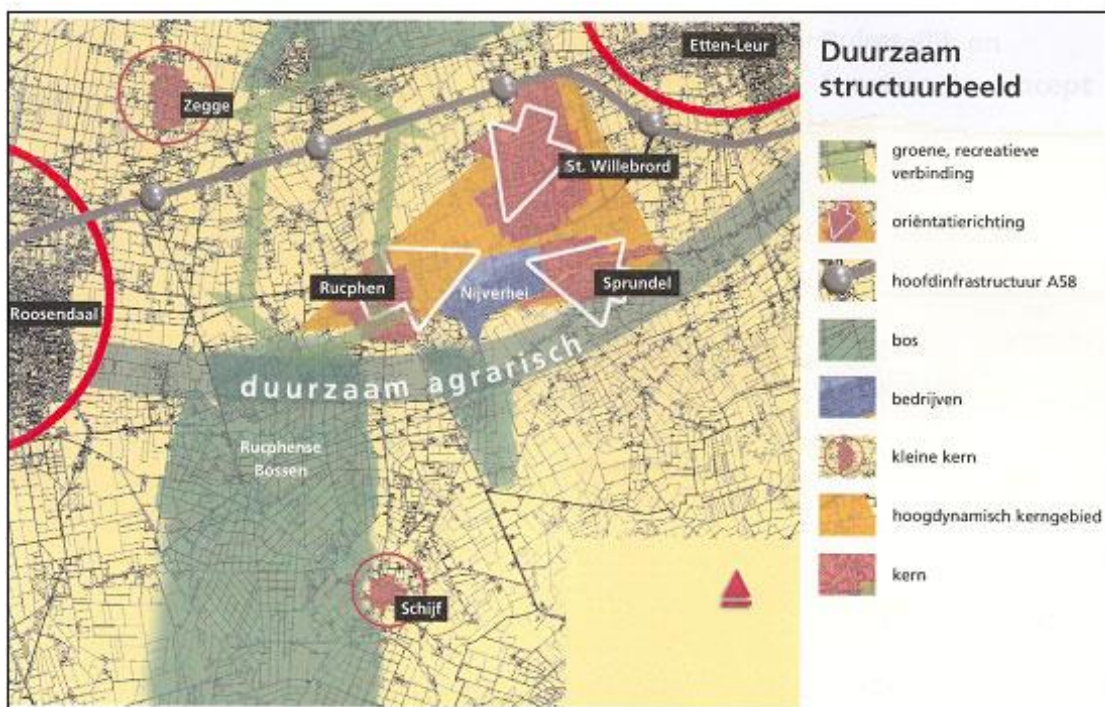 Etten-Leur
Zegge
St. Willebrord
Rucphen
Nijverhei
Sprundel
Roosendaal
duurzaam agrarisch
Rucphense
Bossen
Schijf
Duurzaam
structuurbeeld
groene, recreatieve
verbinding
oriëntatierichting
hoofdinfrastructuur A58
bos
bedrijven
kleine kern
hoogdynamisch kerngebied
kern